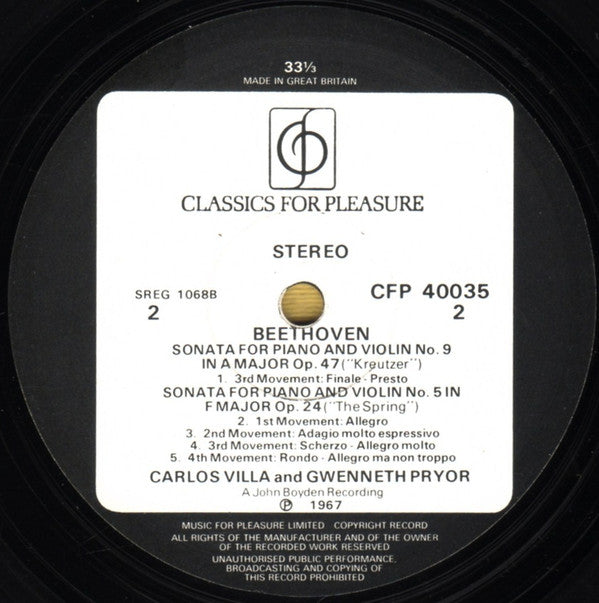 33⅓
MADE IN GREAT BRITAIN
CLASSICS FOR PLEASURE
STEREO
SREG 1068B CFP 40035
2 2
BEETHOVEN
SONATA FOR PIANO AND VIOLIN No. 9
IN A MAJOR Op. 47 (''Kreutzer'')
1. 3rd Movement: Finale - Presto
SONATA FOR PIANO AND VIOLIN No. 5 IN
F MAJOR Op. 24 (''The Spring'')
2. 1st Movement: Allegro
3. 2nd Movement: Adagio molto espressivo
4. 3rd Movement: Scherzo - Allegro molto
5. 4th Movement: Rondo - Allegro ma non troppo
CARLOS VILLA and GWENNETH PRYOR
A John Boyden Recording
℗ 1967
MUSIC FOR PLEASURE LIMITED COPYRIGHT RECORD
ALL RIGHTS OF THE MANUFACTURER AND OF THE OWNER
OF THE RECORDED WORK RESERVED
UNAUTHORISED PUBLIC PERFORMANCE,
BROADCASTING AND COPYING OF
THIS RECORD PROHIBITED